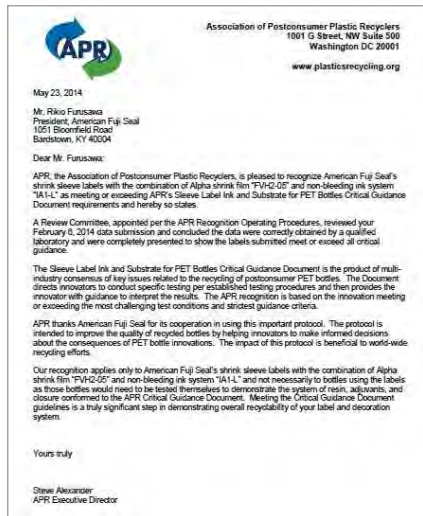 APR
Association of Postconsumer Plastic Recyclers
1001 G Street, NW Suite 500
Washington DC 20001
www.plasticsrecycling.org
May 23, 2014
Mr. Rikio Furusawa
President, American Fuji Seal
1051 Bloomfield Road
Bardstown, KY 40004
Dear Mr. Furusawa:
APR, the Association of Postconsumer Plastic Recyclers, is pleased to recognize American Fuji Seal's
shrink sleeve labels with the combination of Alpha shrink film "FVH2-05" and non-bleeding ink system
"IA1-L" as meeting or exceeding APR's Sleeve Label Ink and Substrate for PET Bottles Critical Guidance
Document requirements and hereby so states.
A Review Committee, appointed per the APR Recognition Operating Procedures, reviewed your
February 6, 2014 data submission and concluded the data were correctly obtained by a qualified
laboratory and were completely presented to show the labels submitted meet or exceed all critical
guidance.
The Sleeve Label Ink and Substrate for PET Bottles Critical Guidance Document is the product of multi-
industry consensus of key issues related to the recycling of postconsumer PET bottles. The Document
directs innovators to conduct specific testing per established testing procedures and then provides the
innovator with guidance to interpret the results. The APR recognition is based on the innovation meeting
or exceeding the most challenging test conditions and strictest guidance criteria.
APR thanks American Fuji Seal for its cooperation in using this important protocol. The protocol is
intended to improve the quality of recycled bottles by helping innovators to make informed decisions
about the consequences of PET bottle innovations. The impact of this protocol is beneficial to world-wide
recycling efforts.
Our recognition applies only to American Fuji Seal's shrink sleeve labels with the combination of Alpha
shrink film "FVH2-05" and non-bleeding ink system "IA1-L" and not necessarily to bottles using the labels
as those bottles would need to be tested themselves to demonstrate the system of resin, adjuvants, and
closure conformed to the APR Critical Guidance Document. Meeting the Critical Guidance Document
guidelines is a truly significant step in demonstrating overall recyclability of your label and decoration
system.
Yours truly
Steve Alexander
APR Executive Director